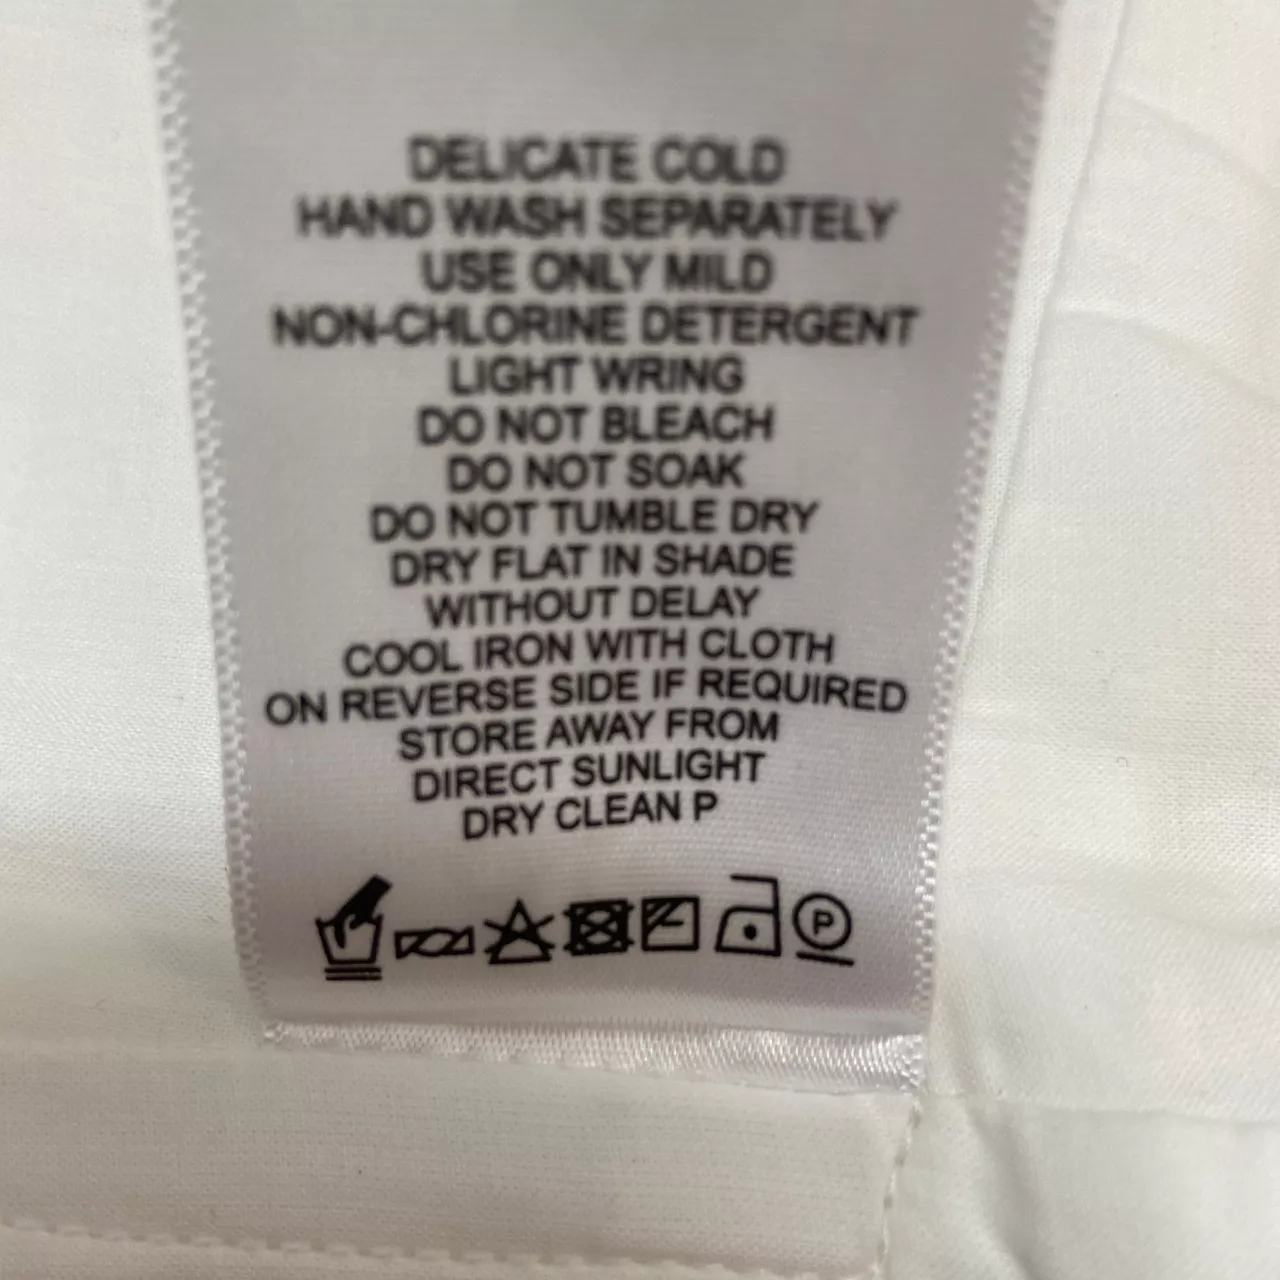 DELICATE COLD
HAND WASH SEPARATELY
USE ONLY MILD
NON-CHLORINE DETERGENT
LIGHT WRING
DO NOT BLEACH
DO NOT SOAK
DO NOT TUMBLE DRY
DRY FLAT IN SHADE
WITHOUT DELAY
COOL IRON WITH CLOTH
ON REVERSE SIDE IF REQUIRED
STORE AWAY FROM
DIRECT SUNLIGHT
DRY CLEAN P
P